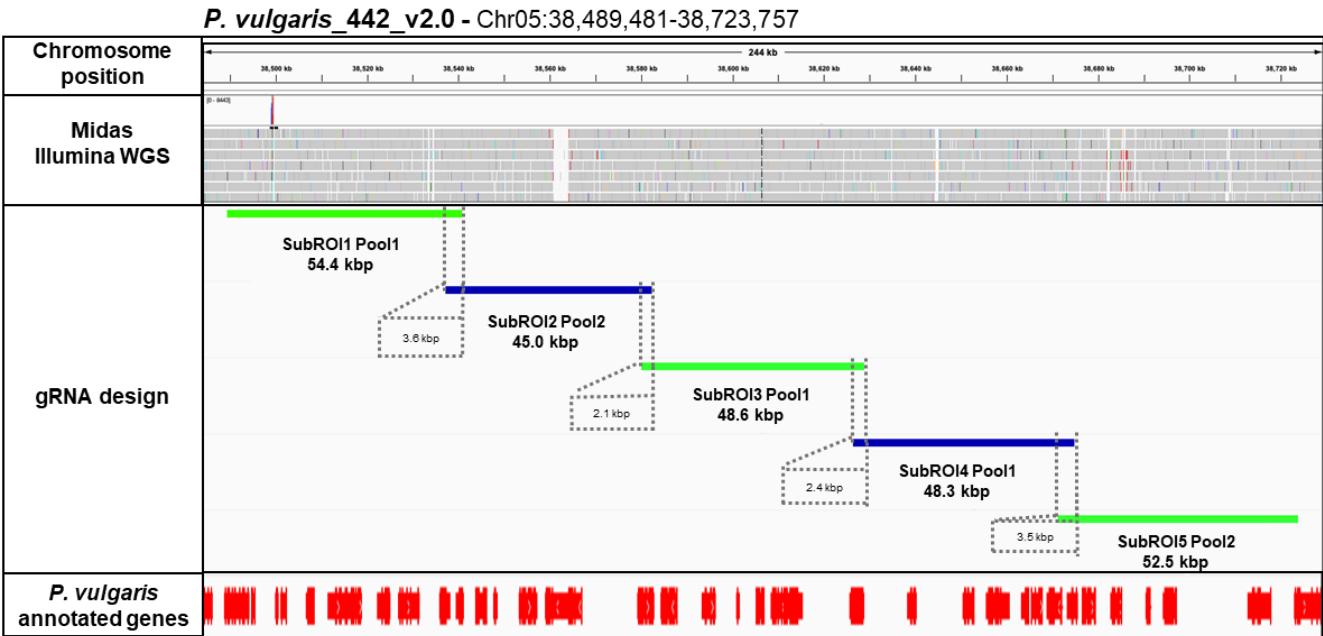 P. vulgaris_442_v2.0 - Chr05:38,489,481-38,723,757
Chromosome
position
244 kb
38,500 kb 38,520 kb 38,540 kb 38,560 kb 38,580 kb 38,600 kb 38,620 kb 38,640 kb 38,660 kb 38,680 kb 38,700 kb 38,720 kb
Midas
Illumina WGS
[0 - 8443]
gRNA design
SubROI1 Pool1
54.4 kbp
3.6 kbp
SubROI2 Pool2
45.0 kbp
2.1 kbp
SubROI3 Pool1
48.6 kbp
2.4 kbp
SubROI4 Pool1
48.3 kbp
3.5 kbp
SubROI5 Pool2
52.5 kbp
P. vulgaris
annotated genes